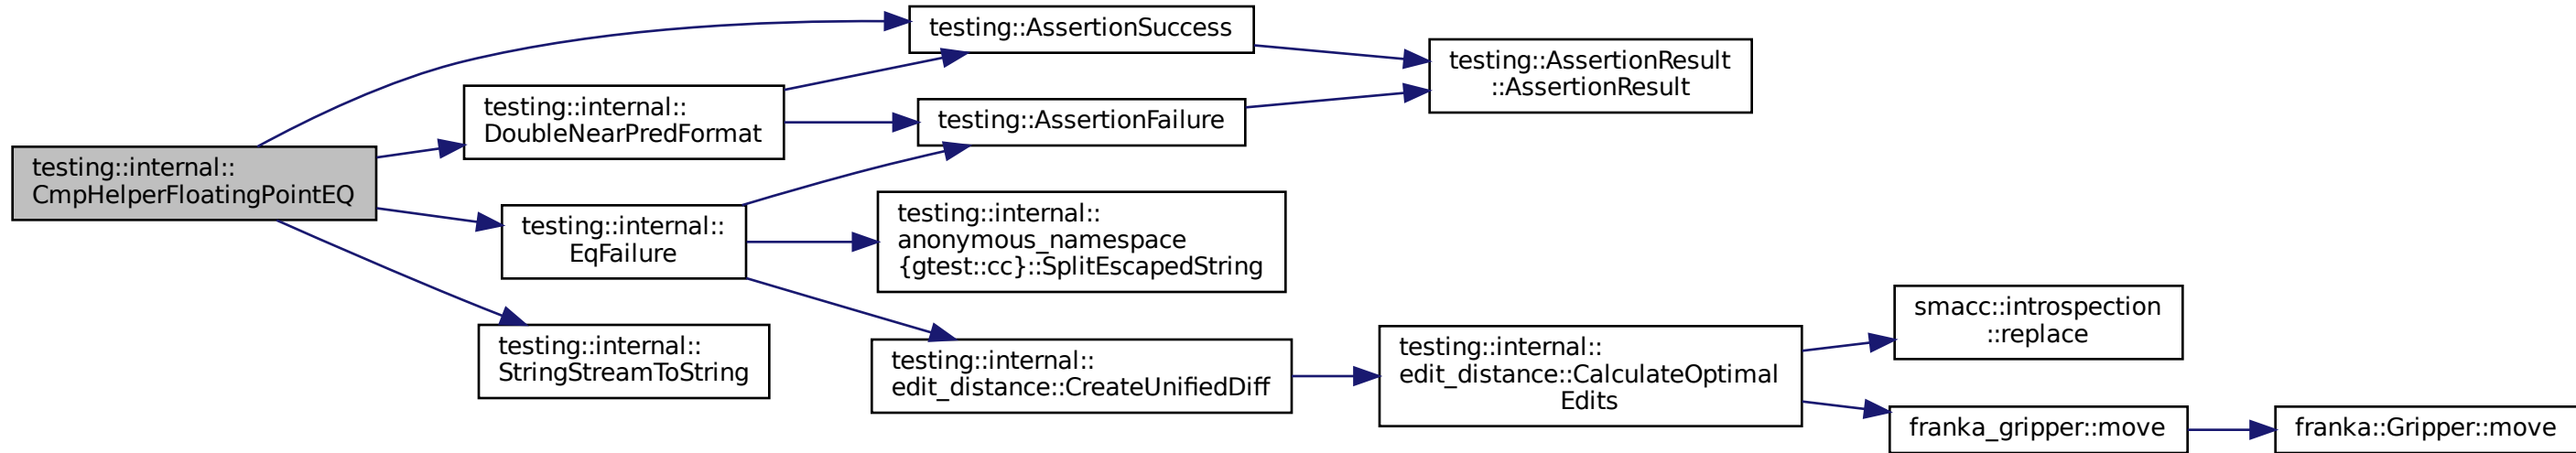 testing::internal::
CmpHelperFloatingPointEQ
testing::AssertionSuccess
testing::AssertionResult
::AssertionResult
testing::internal::
DoubleNearPredFormat
testing::AssertionFailure
testing::internal::
EqFailure
testing::internal::
anonymous_namespace
{gtest::cc}::SplitEscapedString
testing::internal::
StringStreamToString
testing::internal::
edit_distance::CreateUnifiedDiff
testing::internal::
edit_distance::CalculateOptimal
Edits
smacc::introspection
::replace
franka_gripper::move
franka::Gripper::move